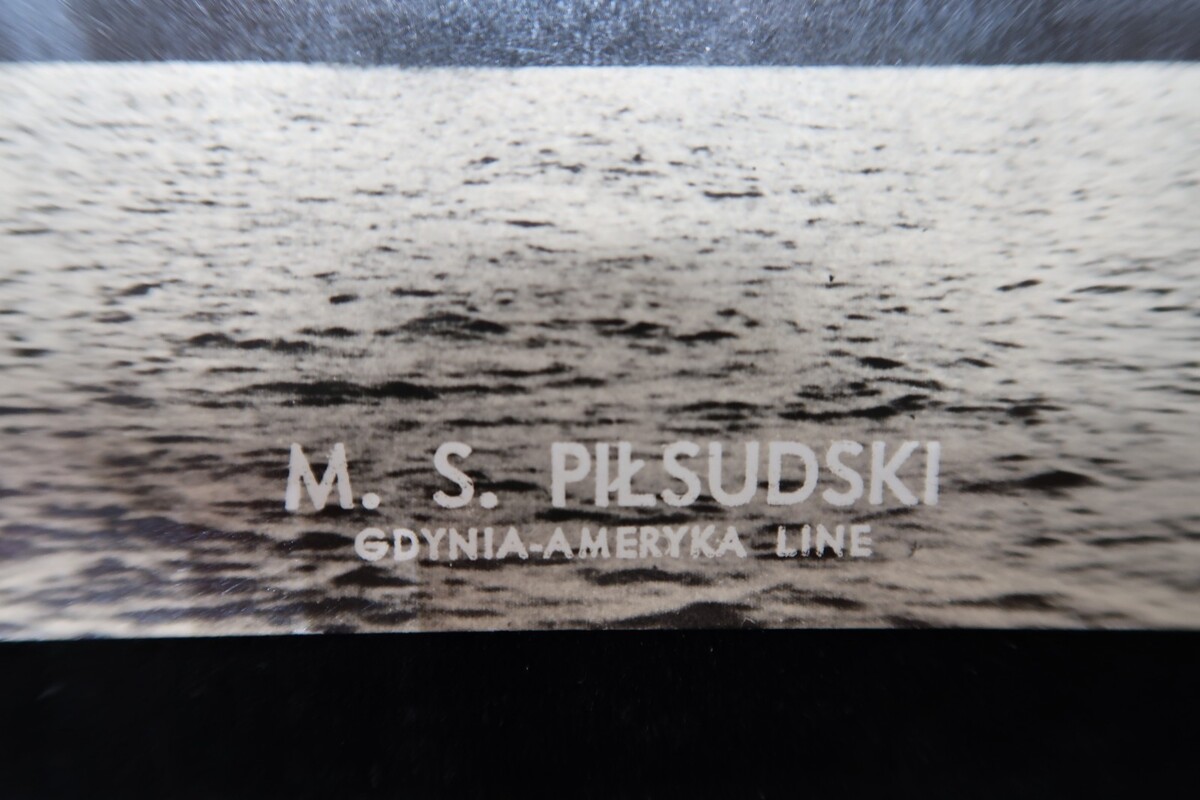 M. S. PIŁSUDSKI
GDYNIA-AMERYKA LINE